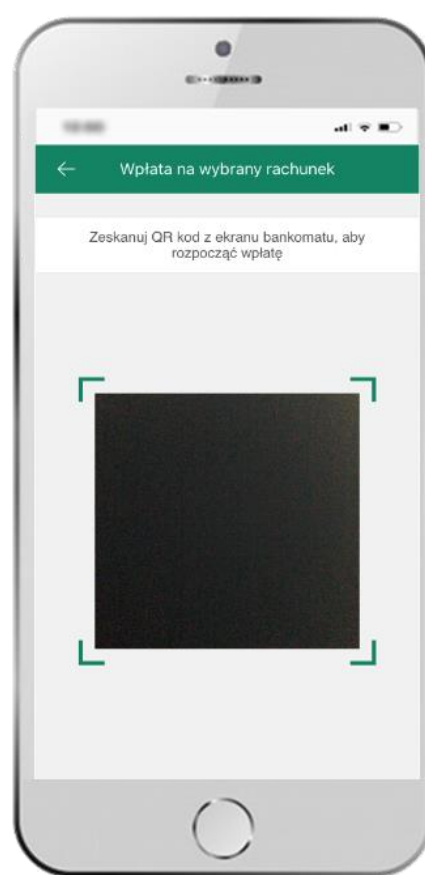 Wpłata na wybrany rachunek
Zeskanuj QR kod z ekranu bankomatu, aby
rozpocząć wpłatę